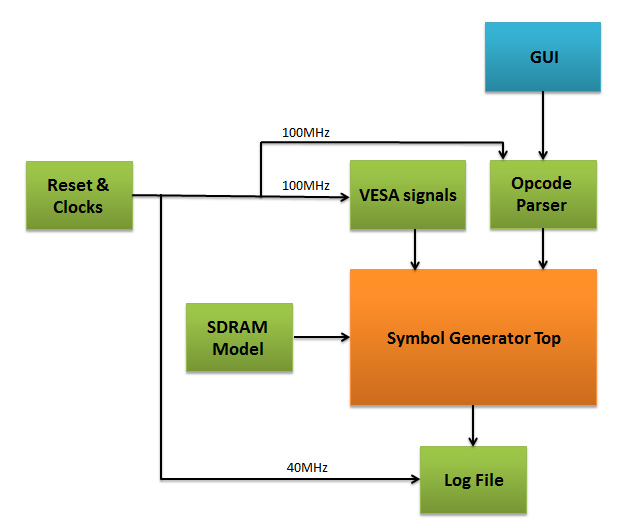 GUI
100MHz
Reset &
Clocks
100MHz
VESA signals
Opcode
Parser
SDRAM
Model
Symbol Generator Top
40MHz
Log File